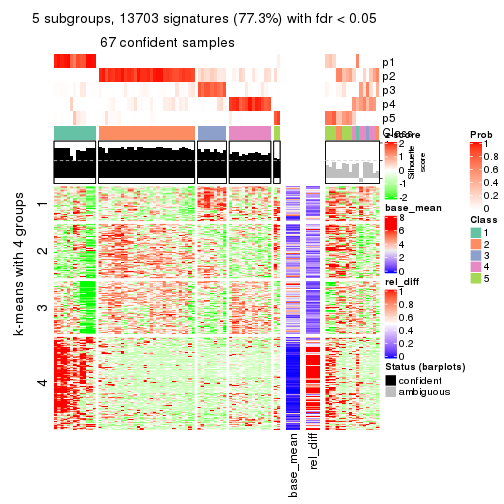 5 subgroups, 13703 signatures (77.3%) with fdr < 0.05
67 confident samples
p1
p2
p3
p4
p5
Class
Silhouette
score
k-means with 4 groups
1
2
3
4
base_mean
rel_diff
z-score
2
1
0
-1
-2
base_mean
8
6
4
2
0
rel_diff
1
0.8
0.6
0.4
0.2
0
Status (barplots)
confident
ambiguous
Prob
1
0.8
0.6
0.4
0.2
0
Class
1
2
3
4
5